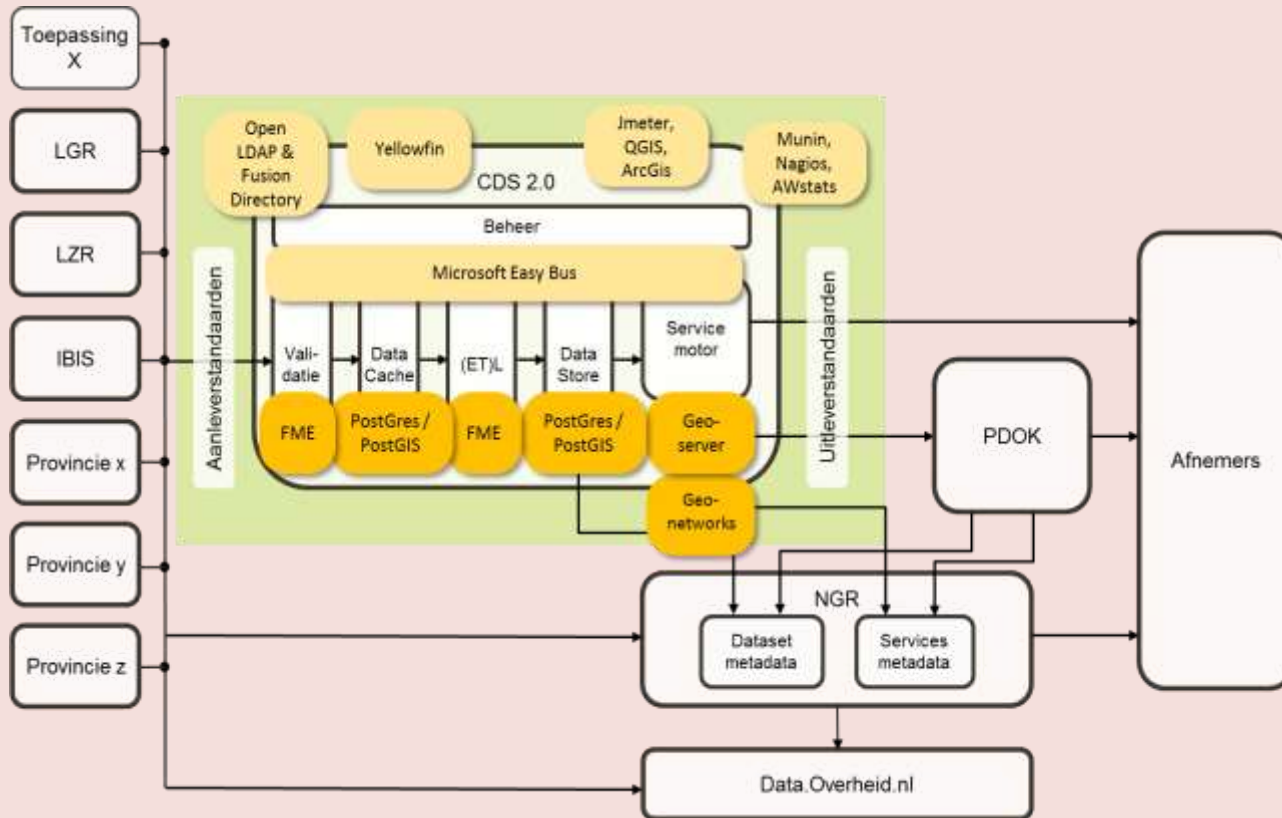 Toepassing
X
LGR
LZR
IBIS
Provincie x
Provincie y
Provincie z
Aanleverstandaarden
Open
LDAP &
Fusion
Directory
Yellowfin
Jmeter,
QGIS,
ArcGis
Munin,
Nagios,
AWstats
CDS 2.0
Beheer
Microsoft Easy Bus
Vali-
datie
Data
Cache
(ET)L
Data
Store
Service
motor
FME
PostGres /
PostGIS
FME
PostGres /
PostGIS
Geo-
server
Geo-
networks
Uitleverstandaarden
PDOK
Afnemers
NGR
Dataset
metadata
Services
metadata
Data.Overheid.nl